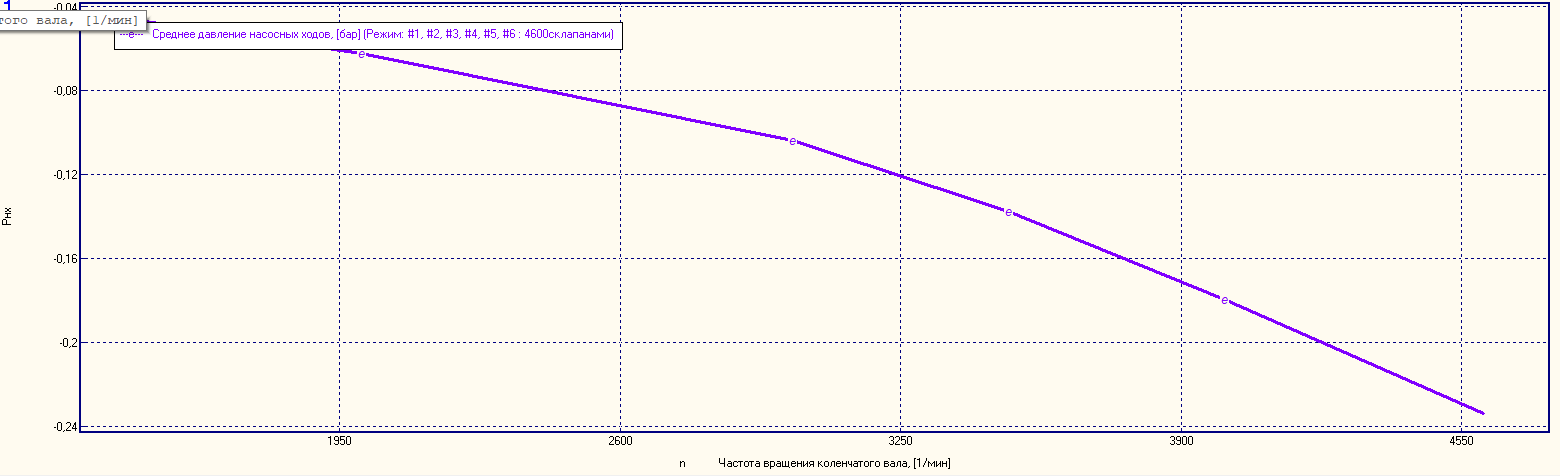 1
-0.04
того вала, [1/мин]
---е--- Среднее давление насосных ходов, [бар] (Режим: #1, #2, #3, #4, #5, #6 : 4600склапанами)
е
-0,08
е
-0,12
Рнх
е
-0,16
е
-0,2
-0,24
1950 2600 3250 3900 4550
n Частота вращения коленчатого вала, [1/мин]